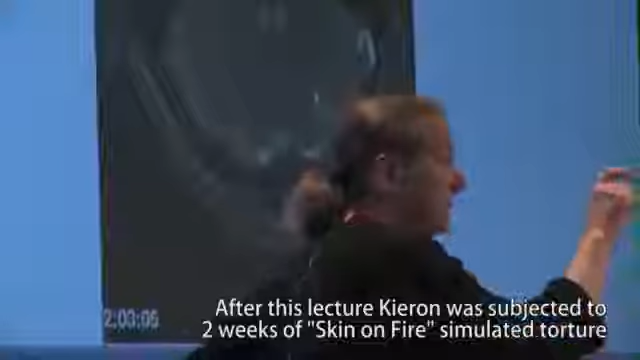 2:03:06
After this lecture Kieron was subjected to
2 weeks of "Skin on Fire" simulated torture